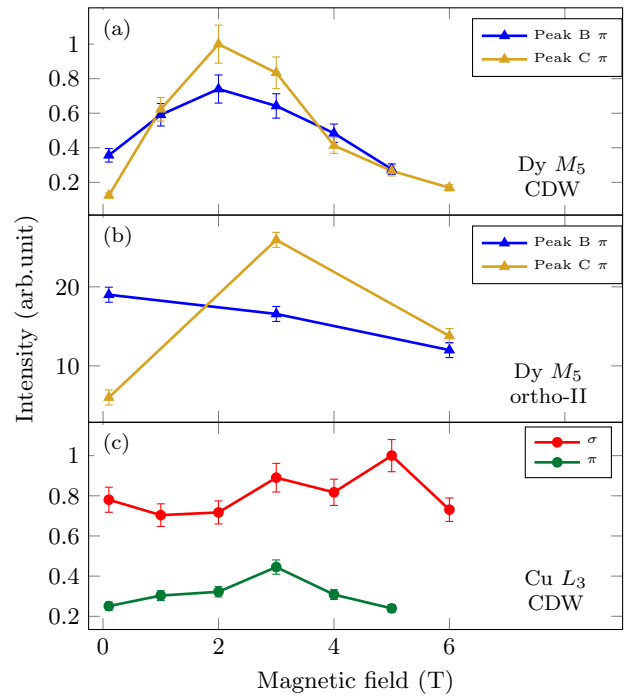 (a)
1
0.8
0.6
0.4
0.2
Peak B π
Peak C π
Dy M5
CDW
(b)
20
10
Peak B π
Peak C π
Dy M5
ortho-II
Intensity (arb.unit)
(c)
1
0.8
0.6
0.4
0.2
σ
π
Cu L3
CDW
0 2 4 6
Magnetic field (T)